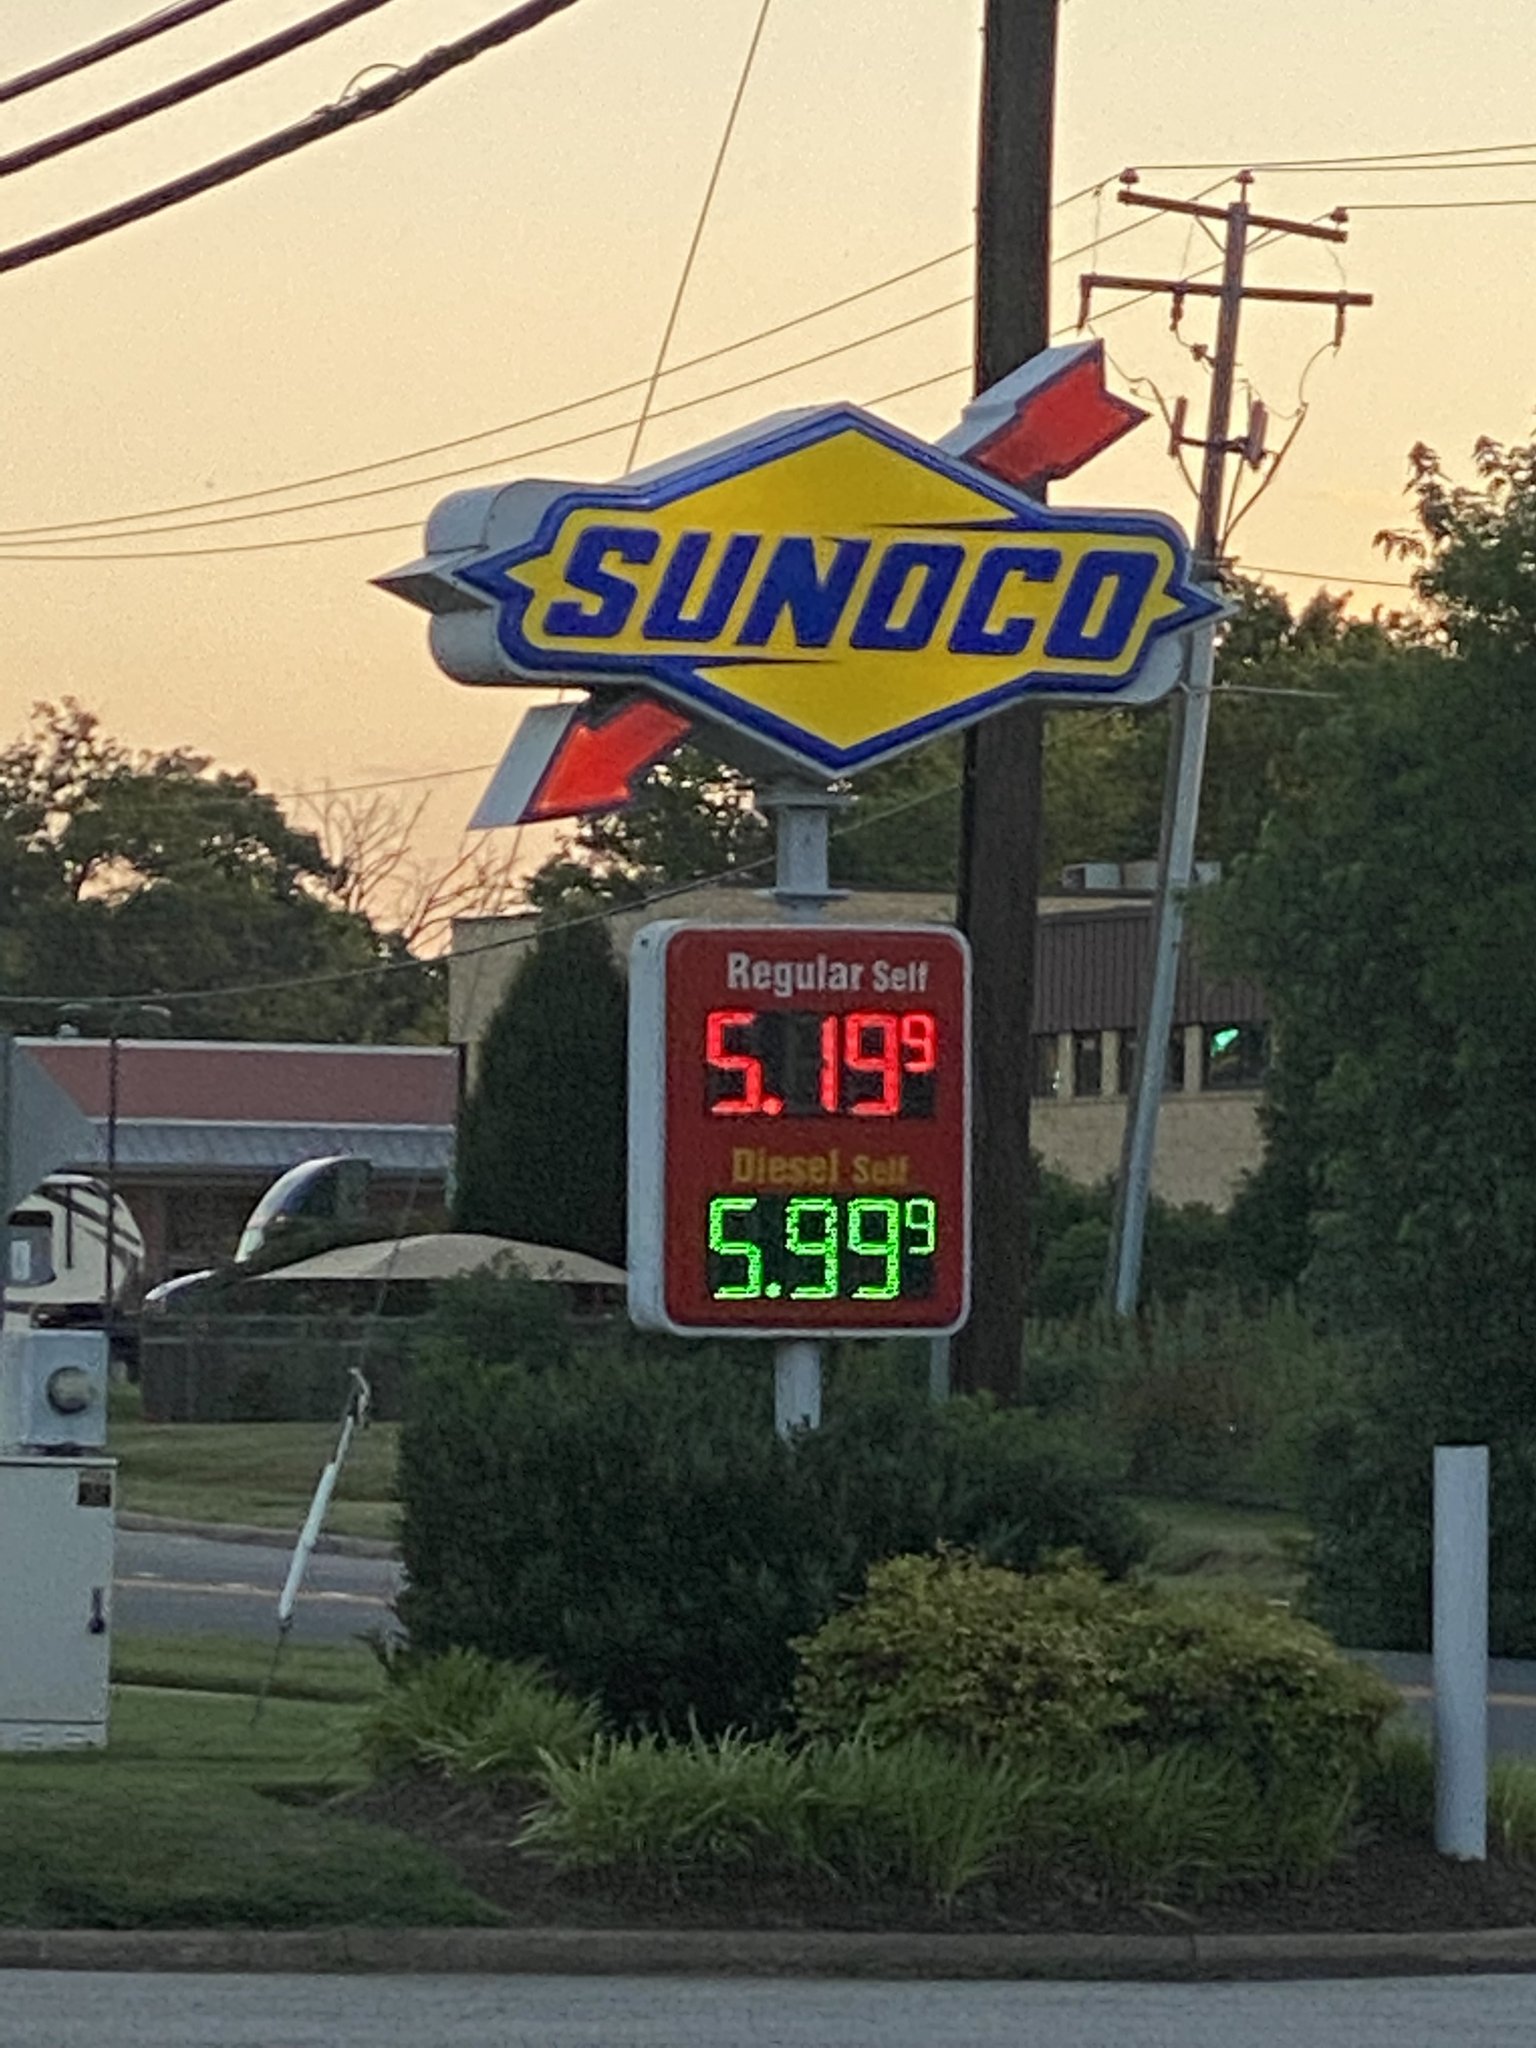 SUNOCO
Regular Self
5.199
Diesel Self
5.999